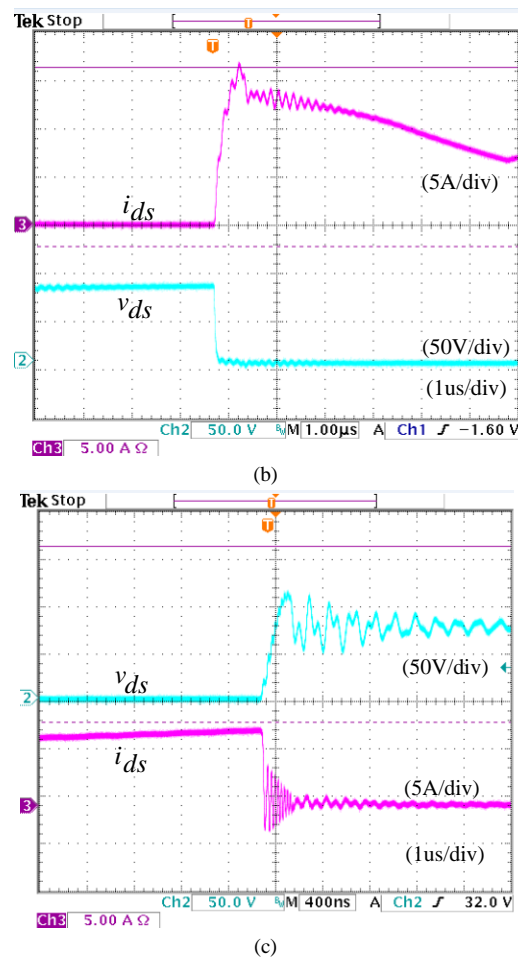 Tek Stop
T
T
3
i_ds
(5A/div)
v_ds
2
(50V/div)
(1us/div)
Ch2 50.0 V BW M 1.00µs A Ch1 ƒ -1.60 V
Ch3 5.00 A Ω
(b)
Tek Stop
T
T
v_ds
(50V/div)
2
i_ds
(5A/div)
3
(1us/div)
Ch2 50.0 V BW M 400ns A Ch2 ƒ 32.0 V
Ch3 5.00 A Ω
(c)